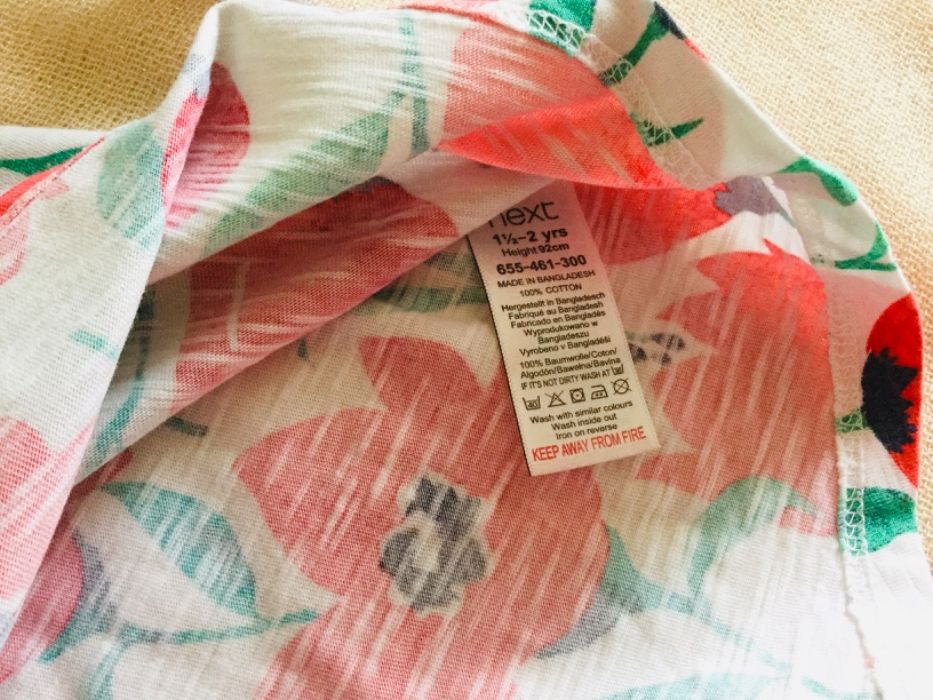 next
1½-2 yrs
Height 92cm
655-461-300
MADE IN BANGLADESH
100% COTTON
Hergestellt in Bangladesch
Fabriqué au Bangladesh
Fabricado en Bangladés
Wyprodukowano w
Bangladeszu
Vyrobeno v Bangladéši
100% Baumwolle/Coton/
Algodón/Bawełna/Bavlna
IF IT'S NOT DIRTY WASH AT
40
Wash with similar colours
Wash inside out
Iron on reverse
KEEP AWAY FROM FIRE